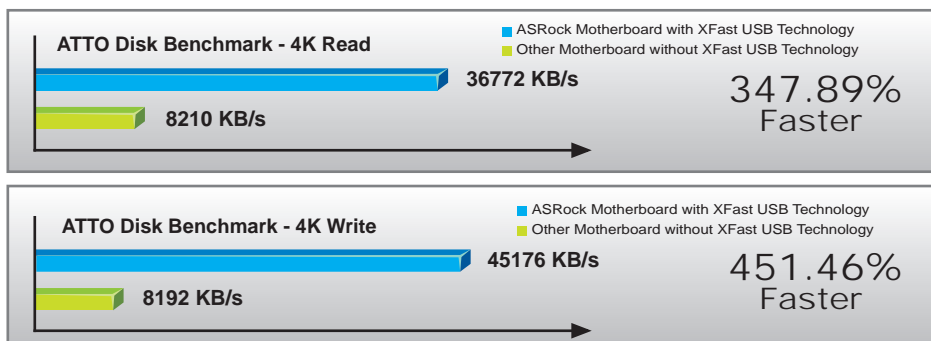 ATTO Disk Benchmark - 4K Read
ASRock Motherboard with XFast USB Technology
Other Motherboard without XFast USB Technology
36772 KB/s
8210 KB/s
347.89%
Faster
ATTO Disk Benchmark - 4K Write
ASRock Motherboard with XFast USB Technology
Other Motherboard without XFast USB Technology
45176 KB/s
8192 KB/s
451.46%
Faster